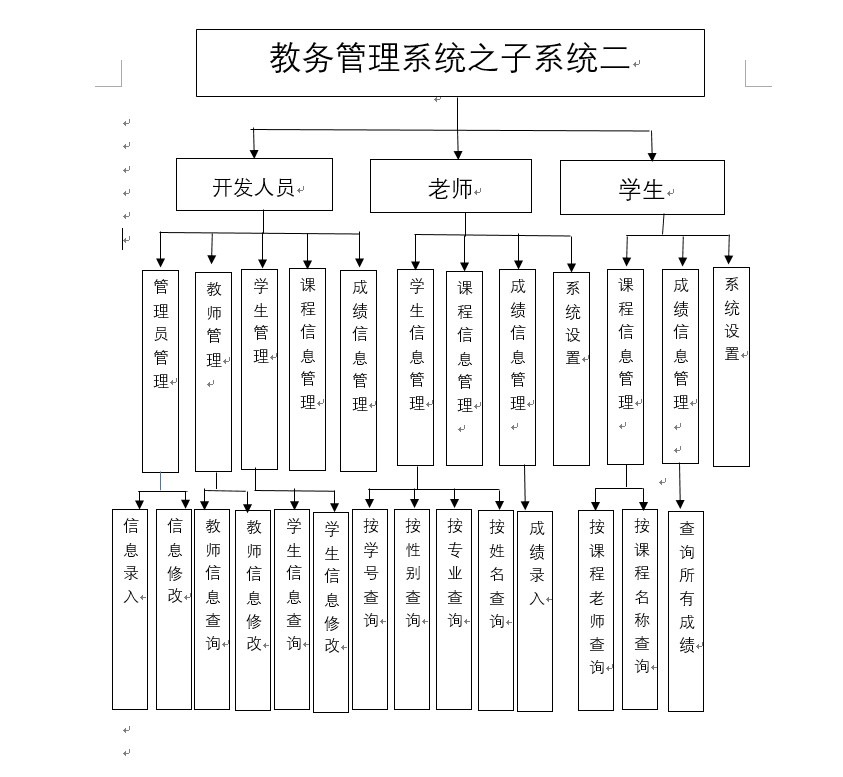 教务管理系统之子系统二
开发人员
老师
学生
管理员管理
教师管理
学生管理
课程信息管理
成绩信息管理
学生信息管理
课程信息管理
成绩信息管理
系统设置
课程信息管理
成绩信息管理
系统设置
信息录入
信息修改
教师信息查询
教师信息修改
学生信息查询
学生信息修改
按学号查询
按性别查询
按专业查询
按姓名查询
成绩录入
按课程老师查询
按课程名称查询
查询所有成绩